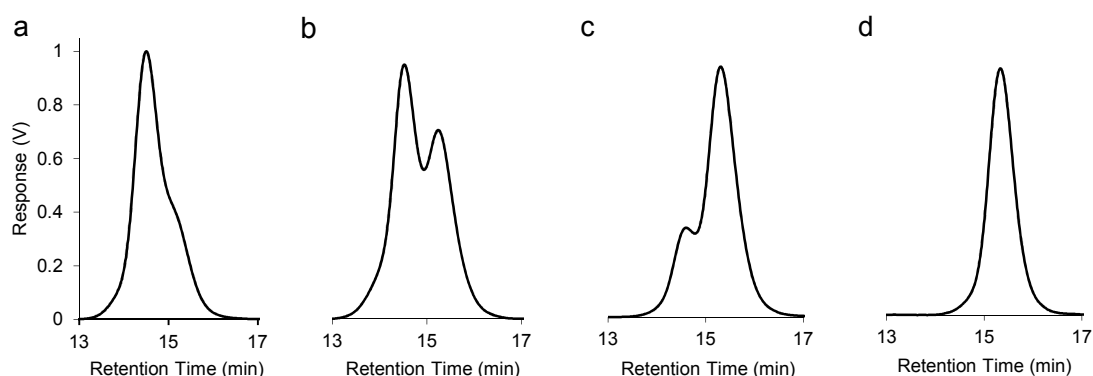 a
b
c
d
Response (V)
1
0.8
0.6
0.4
0.2
0
13 15 17
13 15 17
13 15 17
13 15 17
Retention Time (min)
Retention Time (min)
Retention Time (min)
Retention Time (min)